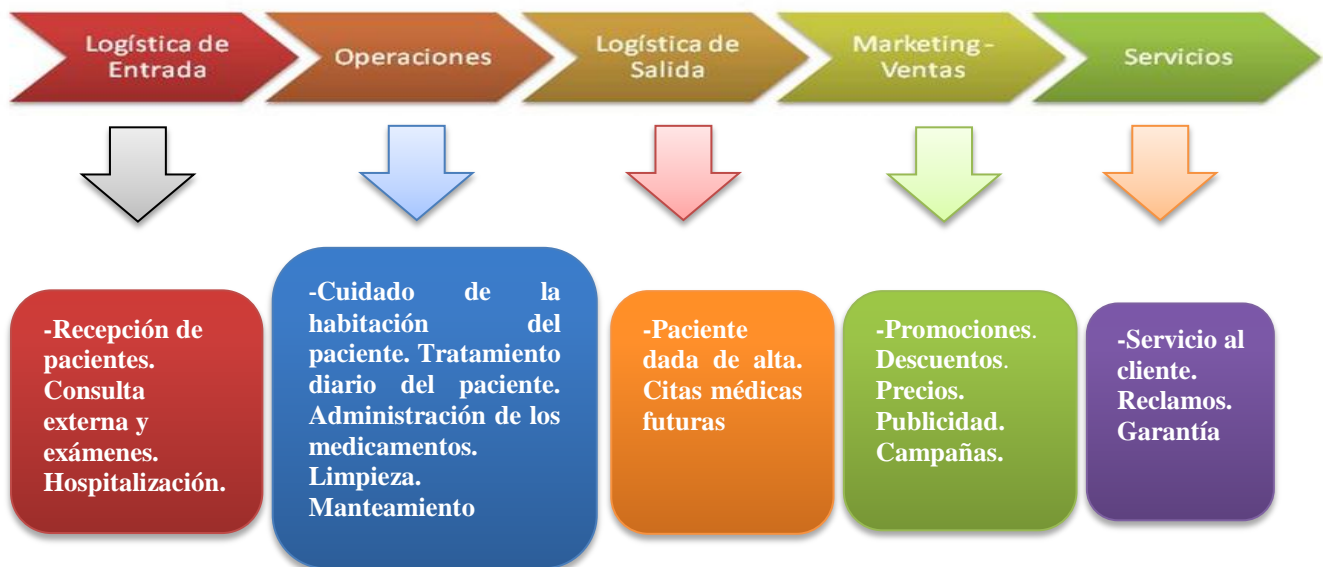 Logística de
Entrada
Operaciones
Logística de
Salida
Marketing-
Ventas
Servicios
-Recepción de
pacientes.
Consulta
externa y
exámenes.
Hospitalización.
-Cuidado de la
habitación del
paciente. Tratamiento
diario del paciente.
Administración de los
medicamentos.
Limpieza.
Manteamiento
-Paciente
dada de alta.
Citas médicas
futuras
-Promociones.
Descuentos.
Precios.
Publicidad.
Campañas.
-Servicio al
cliente.
Reclamos.
Garantía